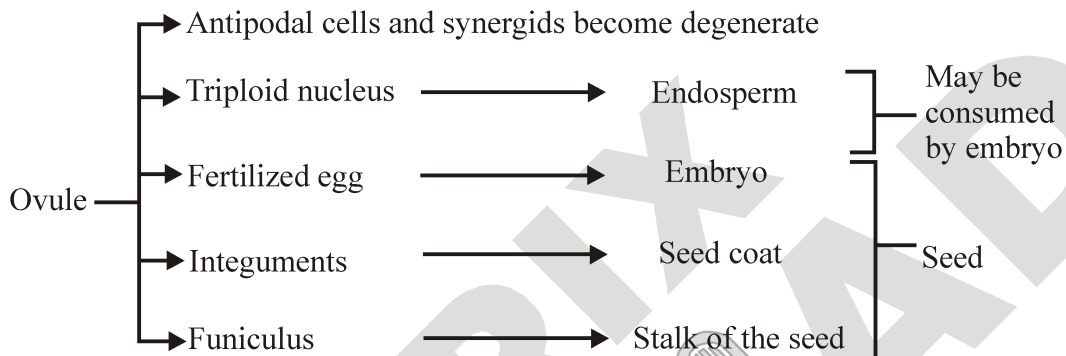 Antipodal cells and synergids become degenerate
Triploid nucleus
Endosperm
May be
consumed
by embryo
Fertilized egg
Embryo
Ovule
Integuments
Seed coat
Seed
Funiculus
Stalk of the seed